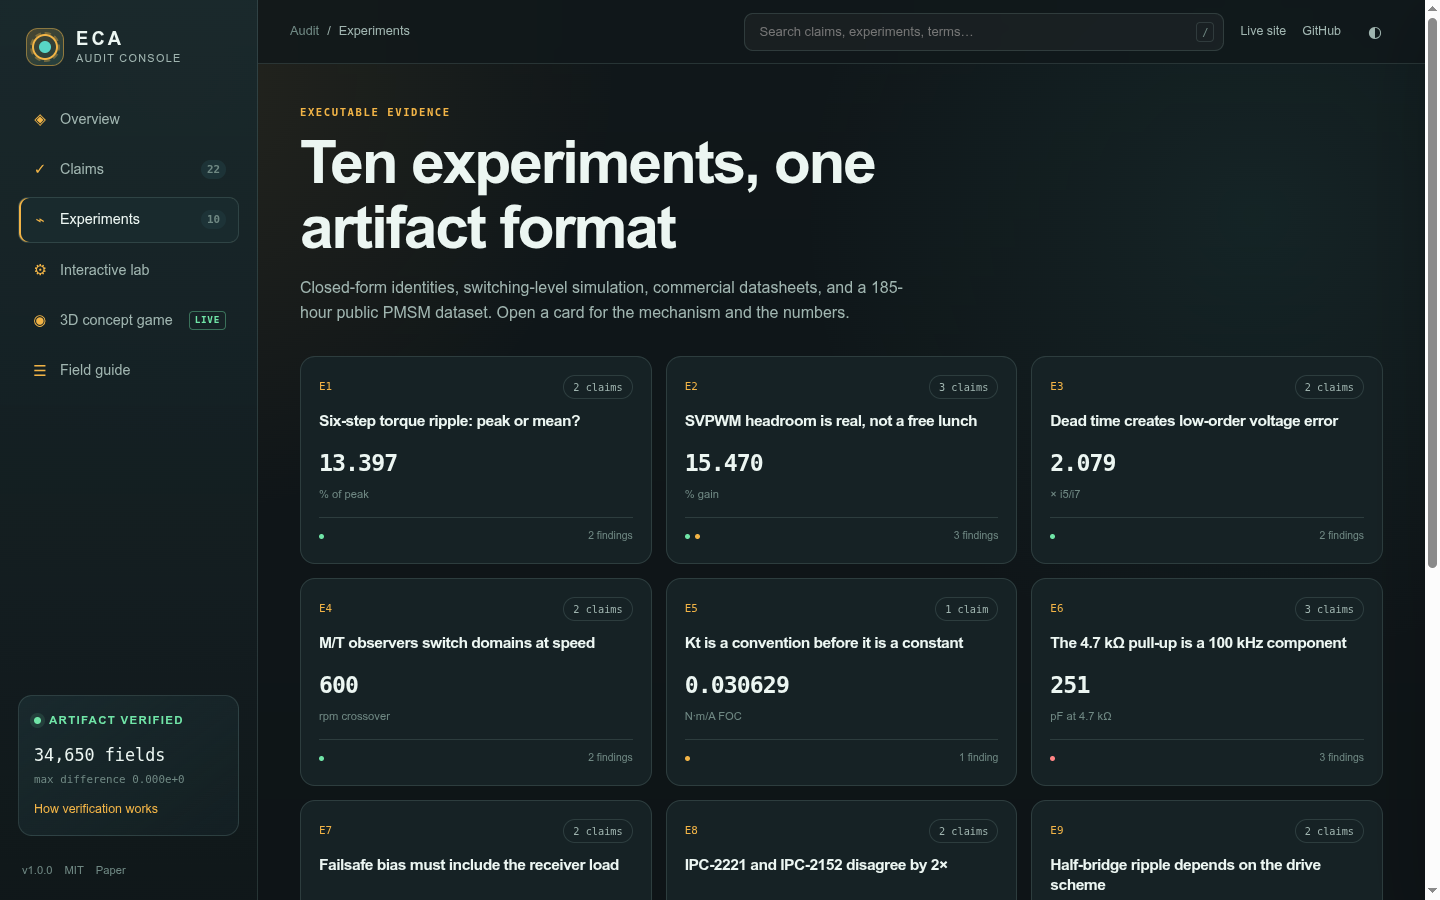 ECA
AUDIT CONSOLE
Overview
Claims 22
Experiments 10
Interactive lab
3D concept game LIVE
Field guide
ARTIFACT VERIFIED
34,650 fields
max difference 0.000e+0
How verification works
v1.0.0 MIT Paper
Audit / Experiments
Search claims, experiments, terms… /
Live site GitHub
EXECUTABLE EVIDENCE
Ten experiments, one
artifact format
Closed-form identities, switching-level simulation, commercial datasheets, and a 185-
hour public PMSM dataset. Open a card for the mechanism and the numbers.
E1 2 claims
Six-step torque ripple: peak or mean?
13.397
% of peak
2 findings
E2 3 claims
SVPWM headroom is real, not a free lunch
15.470
% gain
3 findings
E3 2 claims
Dead time creates low-order voltage error
2.079
× i5/i7
2 findings
E4 2 claims
M/T observers switch domains at speed
600
rpm crossover
2 findings
E5 1 claim
Kt is a convention before it is a constant
0.030629
N·m/A FOC
1 finding
E6 3 claims
The 4.7 kΩ pull-up is a 100 kHz component
251
pF at 4.7 kΩ
3 findings
E7 2 claims
Failsafe bias must include the receiver load
E8 2 claims
IPC-2221 and IPC-2152 disagree by 2×
E9 2 claims
Half-bridge ripple depends on the drive
scheme